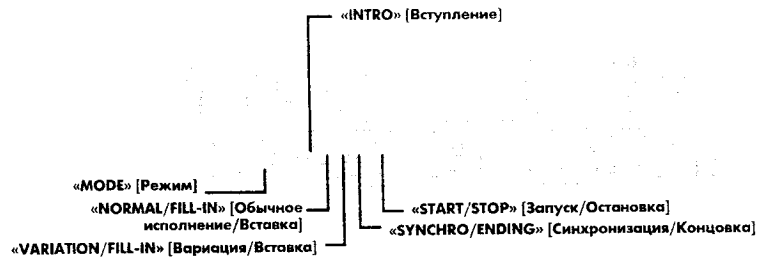 «INTRO» [Вступление]
«MODE» [Режим]
«NORMAL/FILL-IN» [Обычное
исполнение/Вставка]
«VARIATION/FILL-IN» [Вариация/Вставка]
«START/STOP» [Запуск/Остановка]
«SYNCHRO/ENDING» [Синхронизация/Концовка]